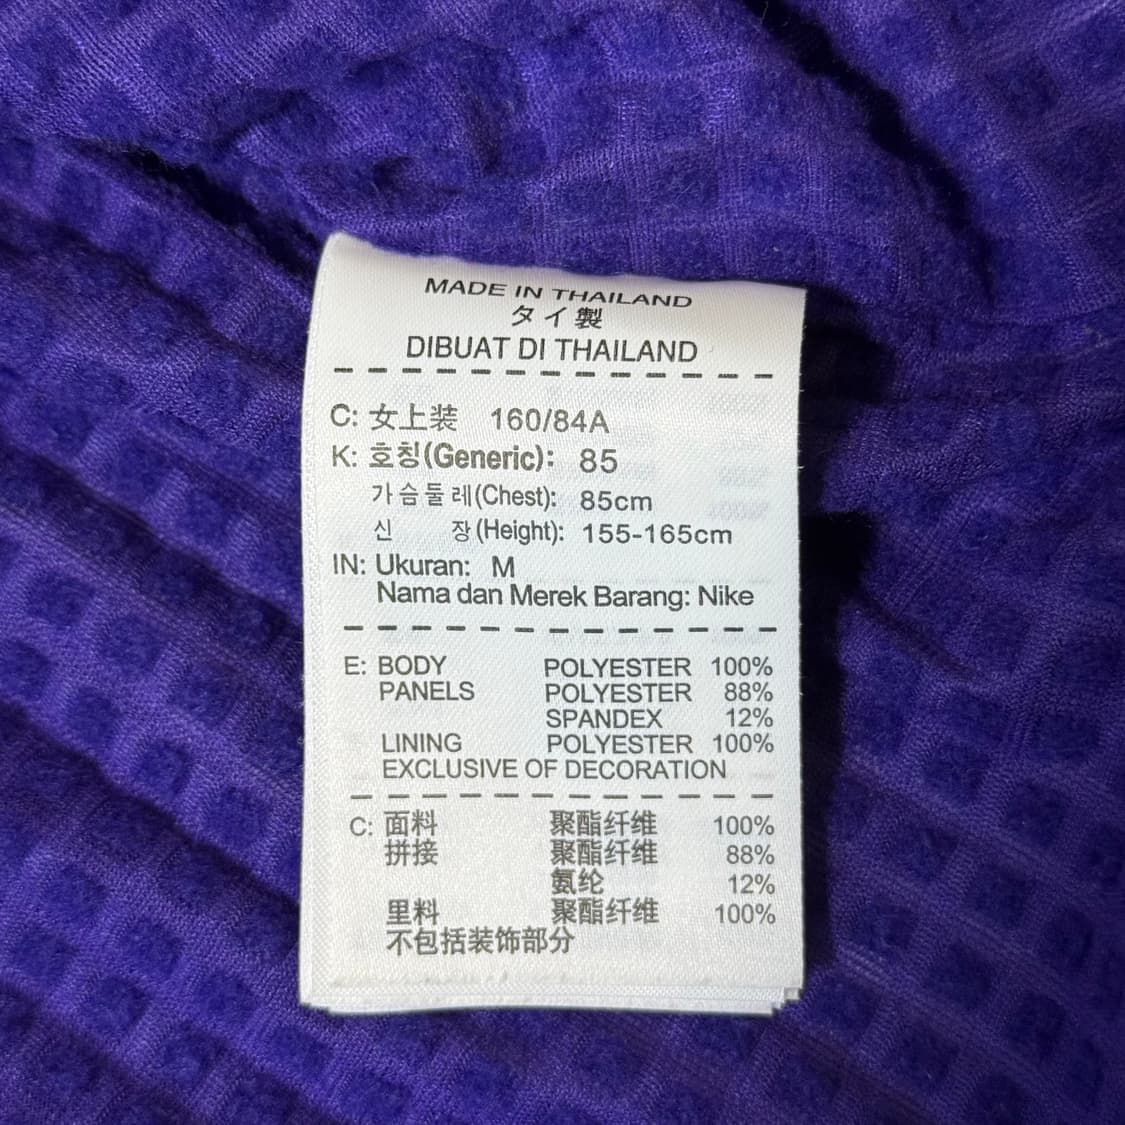 MADE IN THAILAND
タイ製
DIBUAT DI THAILAND
C: 女上装 160/84A
K: 호칭(Generic): 85
가슴둘레(Chest): 85cm
신 장(Height): 155-165cm
IN: Ukuran: M
Nama dan Merek Barang: Nike
E: BODY POLYESTER 100%
PANELS POLYESTER 88%
SPANDEX 12%
LINING POLYESTER 100%
EXCLUSIVE OF DECORATION
C: 面料 聚酯纤维 100%
拼接 聚酯纤维 88%
氨纶 12%
里料 聚酯纤维 100%
不包括装饰部分